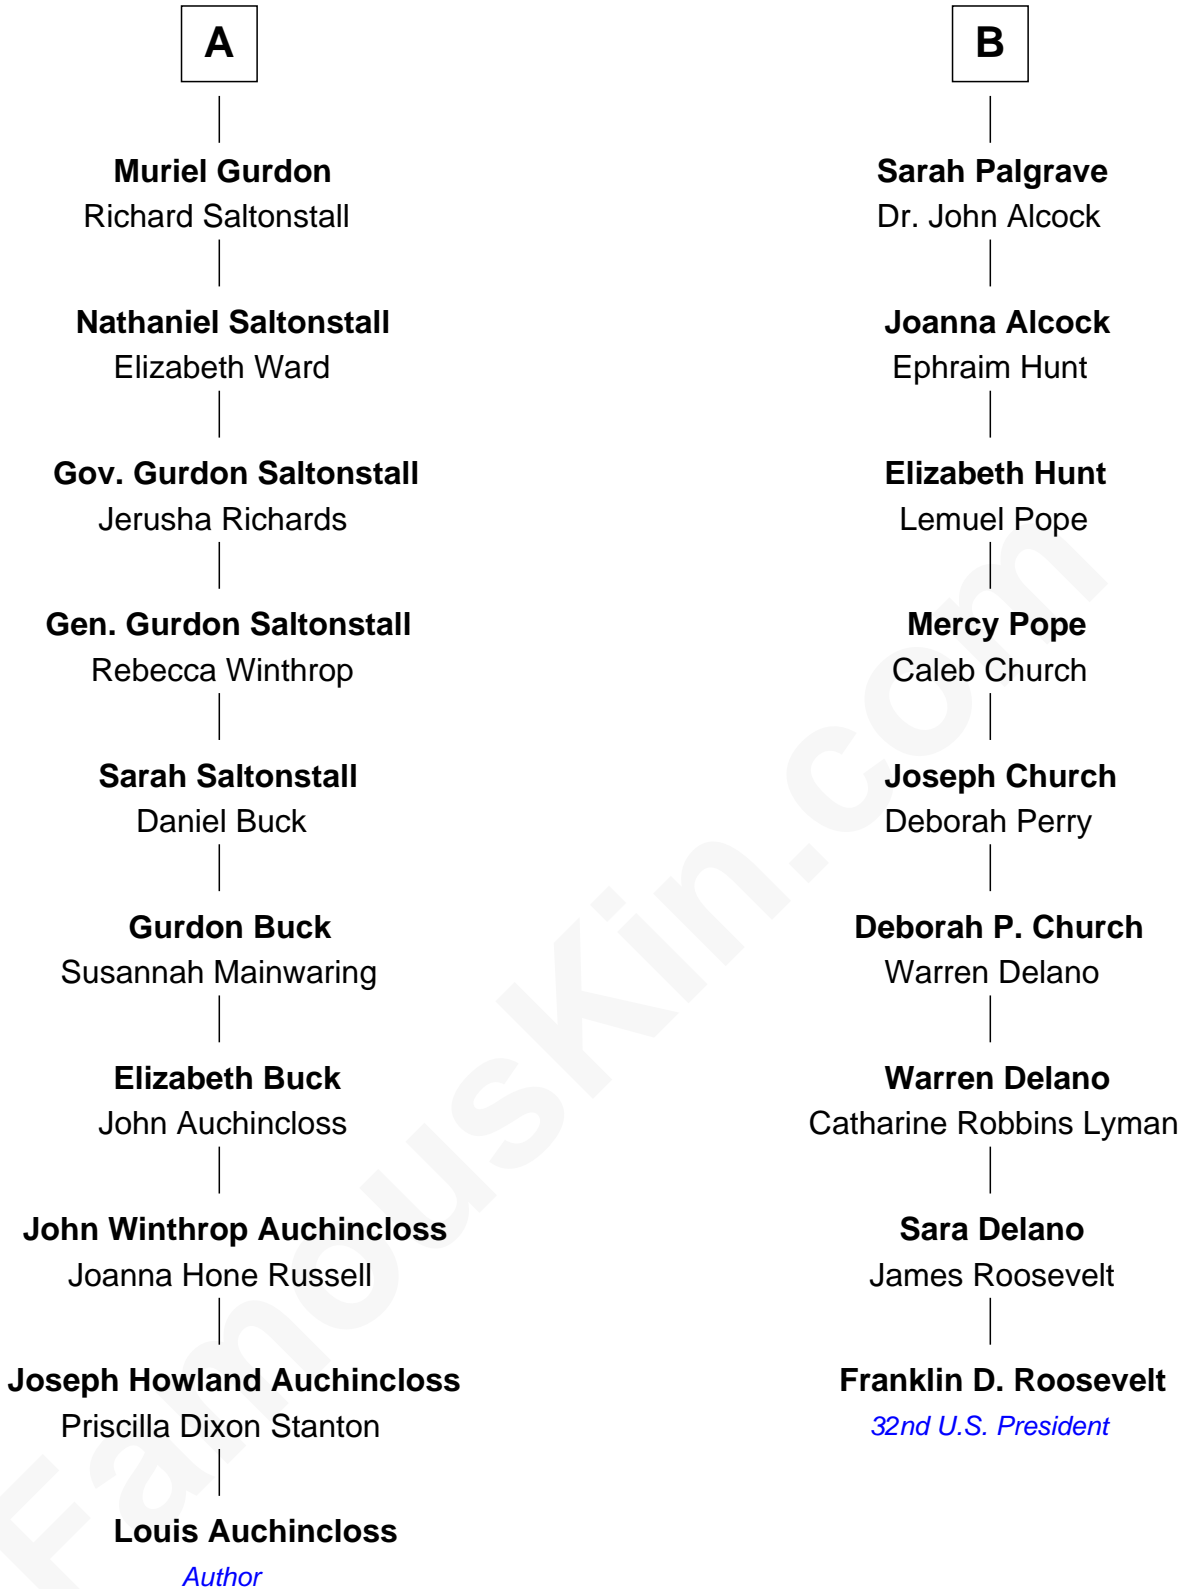 A
Muriel Gurdon
Richard Saltonstall
Nathaniel Saltonstall
Elizabeth Ward
Gov. Gurdon Saltonstall
Jerusha Richards
Gen. Gurdon Saltonstall
Rebecca Winthrop
Sarah Saltonstall
Daniel Buck
Gurdon Buck
Susannah Mainwaring
Elizabeth Buck
John Auchincloss
John Winthrop Auchincloss
Joanna Hone Russell
Joseph Howland Auchincloss
Priscilla Dixon Stanton
Louis Auchincloss
Author
B
Sarah Palgrave
Dr. John Alcock
Joanna Alcock
Ephraim Hunt
Elizabeth Hunt
Lemuel Pope
Mercy Pope
Caleb Church
Joseph Church
Deborah Perry
Deborah P. Church
Warren Delano
Warren Delano
Catharine Robbins Lyman
Sara Delano
James Roosevelt
Franklin D. Roosevelt
32nd U.S. President
FamousKin.com